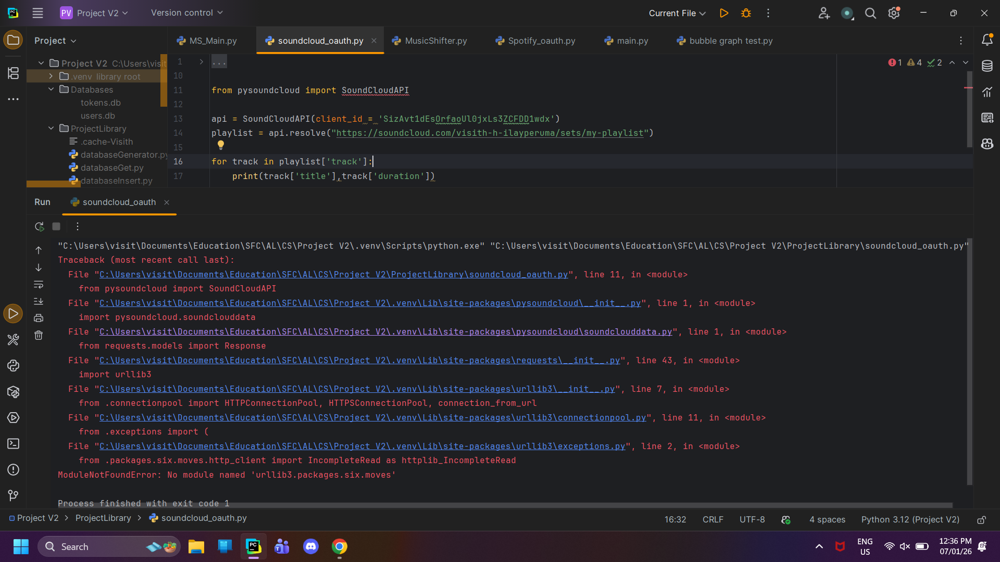 PC
PV Project V2
Version control
Current File
Project
MS_Main.py
soundcloud_oauth.py
MusicShifter.py
Spotify_oauth.py
main.py
bubble graph test.py
Project V2 C:\Users\visit
.venv library root
Databases
tokens.db
users.db
ProjectLibrary
.cache-Visith
databaseGenerator.py
databaseGet.py
databaseInsert.py
1 4 2
1 ...
10
11 from pysoundcloud import SoundCloudAPI
12
13 api = SoundCloudAPI(client_id = 'SizAvt1dEsOrfaoUl0jxLs3ZCFDD1wdx')
14 playlist = api.resolve("https://soundcloud.com/visith-h-ilayperuma/sets/my-playlist")
15
16 for track in playlist['track']:
17 print(track['title'],track['duration'])
Run
soundcloud_oauth
"C:\Users\visit\Documents\Education\SFC\AL\CS\Project V2\.venv\Scripts\python.exe" "C:\Users\visit\Documents\Education\SFC\AL\CS\Project V2\ProjectLibrary\soundcloud_oauth.py"
Traceback (most recent call last):
File "C:\Users\visit\Documents\Education\SFC\AL\CS\Project V2\ProjectLibrary\soundcloud_oauth.py", line 11, in <module>
from pysoundcloud import SoundCloudAPI
File "C:\Users\visit\Documents\Education\SFC\AL\CS\Project V2\.venv\Lib\site-packages\pysoundcloud\__init__.py", line 1, in <module>
import pysoundcloud.soundclouddata
File "C:\Users\visit\Documents\Education\SFC\AL\CS\Project V2\.venv\Lib\site-packages\pysoundcloud\soundclouddata.py", line 1, in <module>
from requests.models import Response
File "C:\Users\visit\Documents\Education\SFC\AL\CS\Project V2\.venv\Lib\site-packages\requests\__init__.py", line 43, in <module>
import urllib3
File "C:\Users\visit\Documents\Education\SFC\AL\CS\Project V2\.venv\Lib\site-packages\urllib3\__init__.py", line 7, in <module>
from .connectionpool import HTTPConnectionPool, HTTPSConnectionPool, connection_from_url
File "C:\Users\visit\Documents\Education\SFC\AL\CS\Project V2\.venv\Lib\site-packages\urllib3\connectionpool.py", line 11, in <module>
from .exceptions import (
File "C:\Users\visit\Documents\Education\SFC\AL\CS\Project V2\.venv\Lib\site-packages\urllib3\exceptions.py", line 2, in <module>
from .packages.six.moves.http_client import IncompleteRead as httplib_IncompleteRead
ModuleNotFoundError: No module named 'urllib3.packages.six.moves'
Process finished with exit code 1
Project V2 > ProjectLibrary > soundcloud_oauth.py
16:32 CRLF UTF-8 4 spaces Python 3.12 (Project V2)
Search
PC
T
ENG
US
12:36 PM
07/01/26